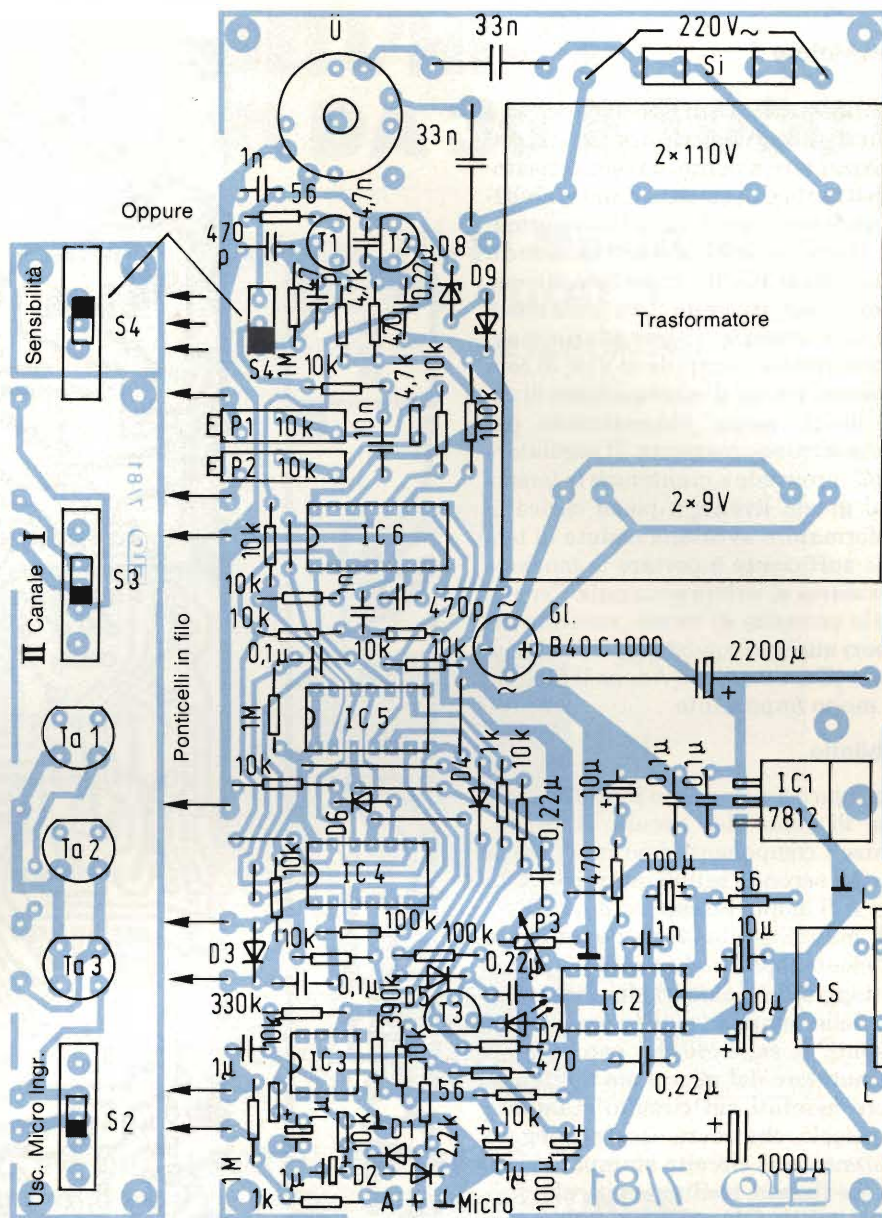 Ü
33n
220V~
Si
33n
2×110V
1n
56
4,7n
Oppure
470
p
T1
T2
D8
Sensibilità
S4
47
p
4,7k
470
0,22µ
D9
S4
1M
Trasformatore
10k
4,7k
10k
100k
E P1 10k
10n
E P2 10k
2×9V
7/81
IC6
10k
II Canale I
S3
10k
1n
470p
Gl.
10k
~
10k
10k
- +
B40C1000
2200µ
+
0,1µ
~
Ponticelli in filo
1M
IC5
Ta 1
D4
1k
10k
10k
0,22µ
10µ
+
0,1µ
0,1µ
IC1
7812
D6
Ta 2
10k
IC4
470
100µ
+
56
100k
P3
10µ
+
D3
10k
100k
1n
Ta 3
0,1µ
0,22µ
D5
330k
390k
T3
IC2
LS
100µ
+
10k
D7
1µ
IC3
10k
470
0,22µ
Usc. Micro Ingr.
S2
56
1µ
10k
10k
1M
D1
2,2k
1µ
D2
1µ
100µ
1000µ
+
1k
A + ⊥ Micro
elo 7/81